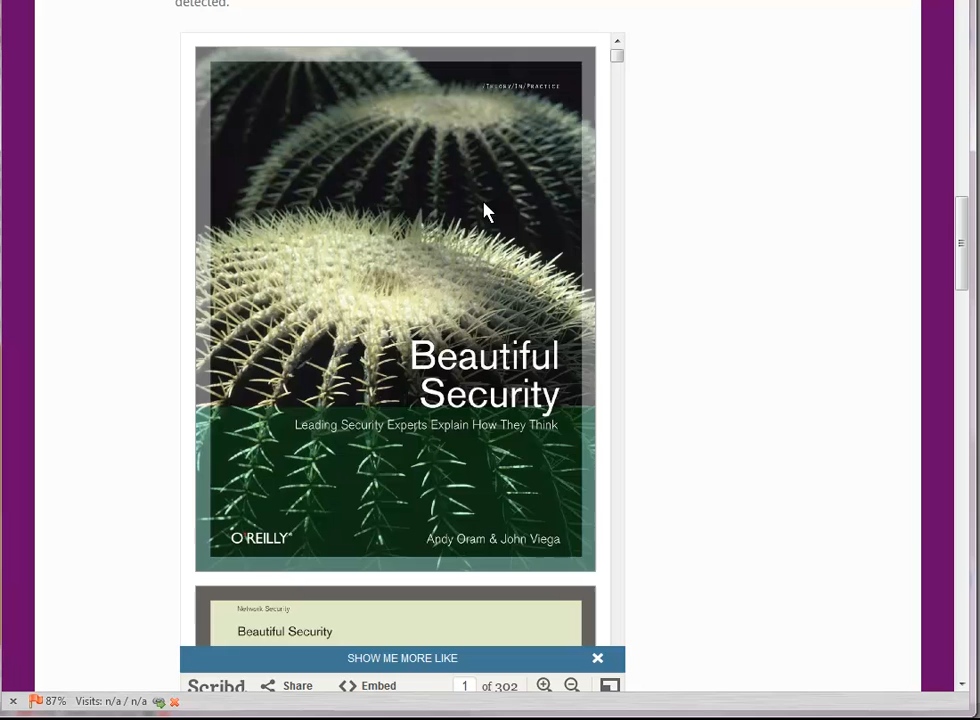 detected.
/THEORY/IN/PRACTICE
Beautiful
Security
Leading Security Experts Explain How They Think
O'REILLY®
Andy Oram & John Viega
Network Security
Beautiful Security
SHOW ME MORE LIKE
Scribd. Share Embed 1 of 302
87% Visits: n/a / n/a